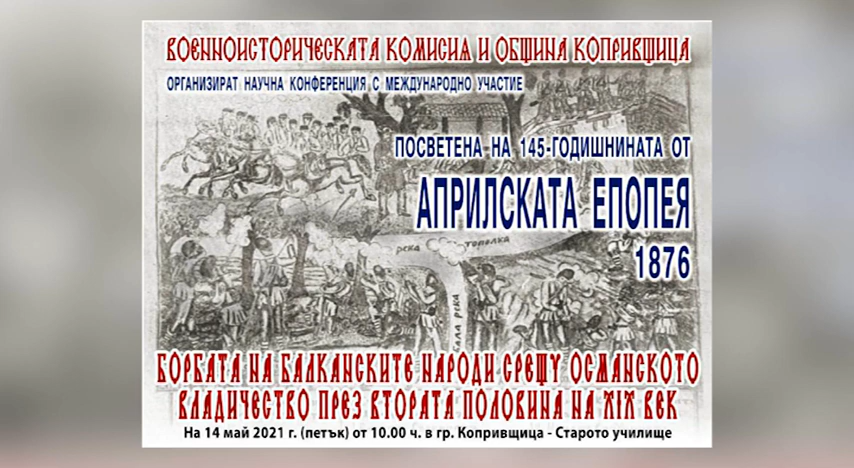 ВОЕННОИСТОРИЧЕСКАТА КОМИСИЯ И ОБЩИНА КОПРИВЩИЦА
ОРГАНИЗИРАТ НАУЧНА КОНФЕРЕНЦИЯ С МЕЖДУНАРОДНО УЧАСТИЕ
ПОСВЕТЕНА НА 145-ГОДИШНИНАТА ОТ
АПРИЛСКАТА ЕПОПЕЯ
1876
река тополка
бала река
БОРБАТА НА БАЛКАНСКИТЕ НАРОДИ СРЕЩУ ОСМАНСКОТО
ВЛАДИЧЕСТВО ПРЕЗ ВТОРАТА ПОЛОВИНА НА XIX ВЕК
На 14 май 2021 г. (петък) от 10.00 ч. в гр. Копривщица - Старото училище